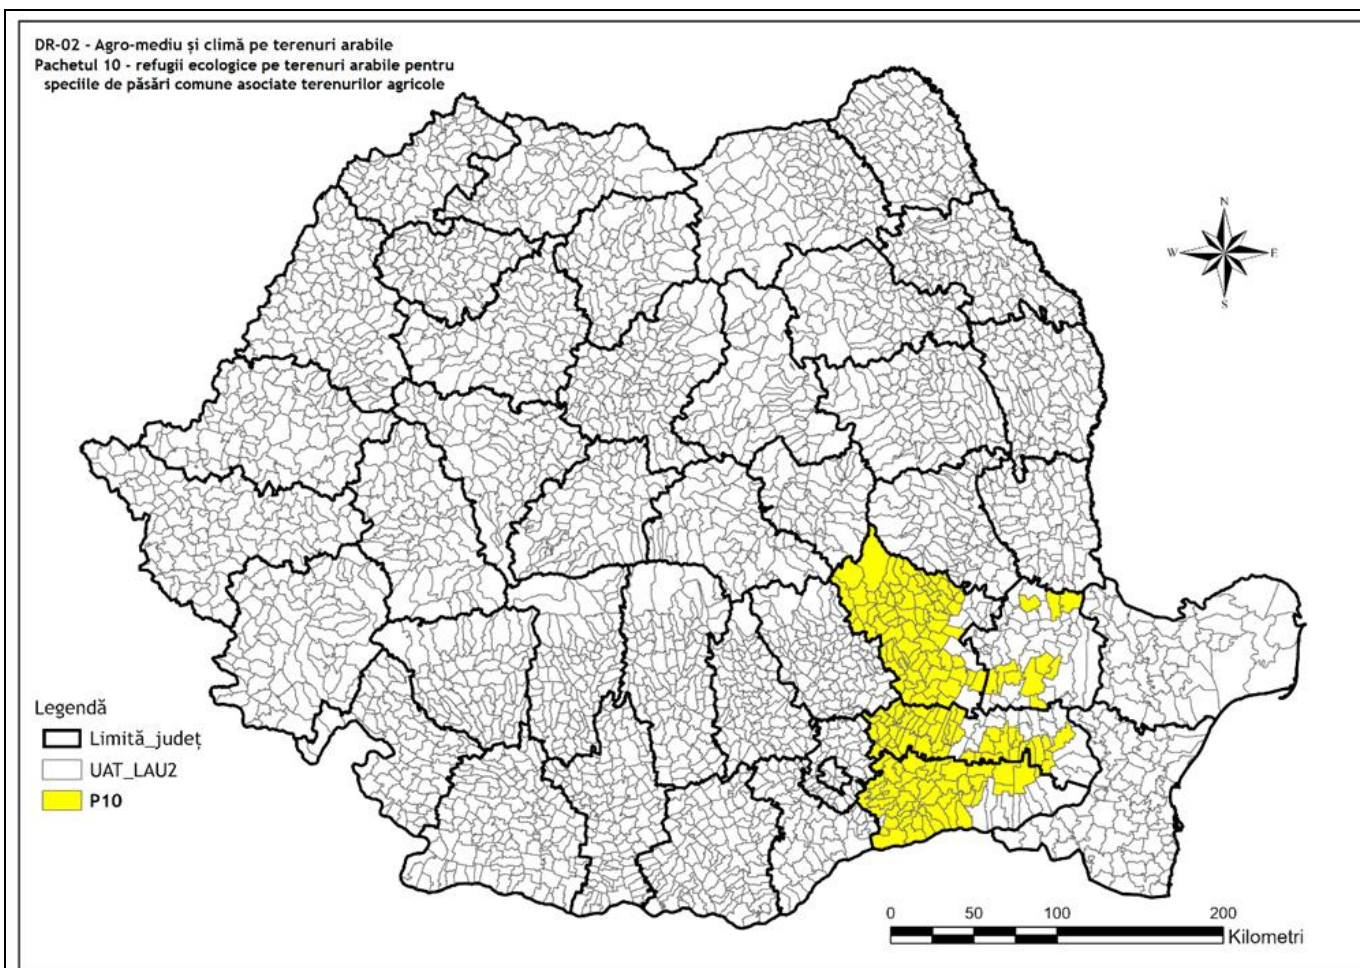 DR-02 - Agro-mediu și climă pe terenuri arabile
Pachetul 10 - refugii ecologice pe terenuri arabile pentru
speciile de păsări comune asociate terenurilor agricole
N
W E
S
Legendă
Limită_județ
UAT_LAU2
P10
0 50 100 200
Kilometri